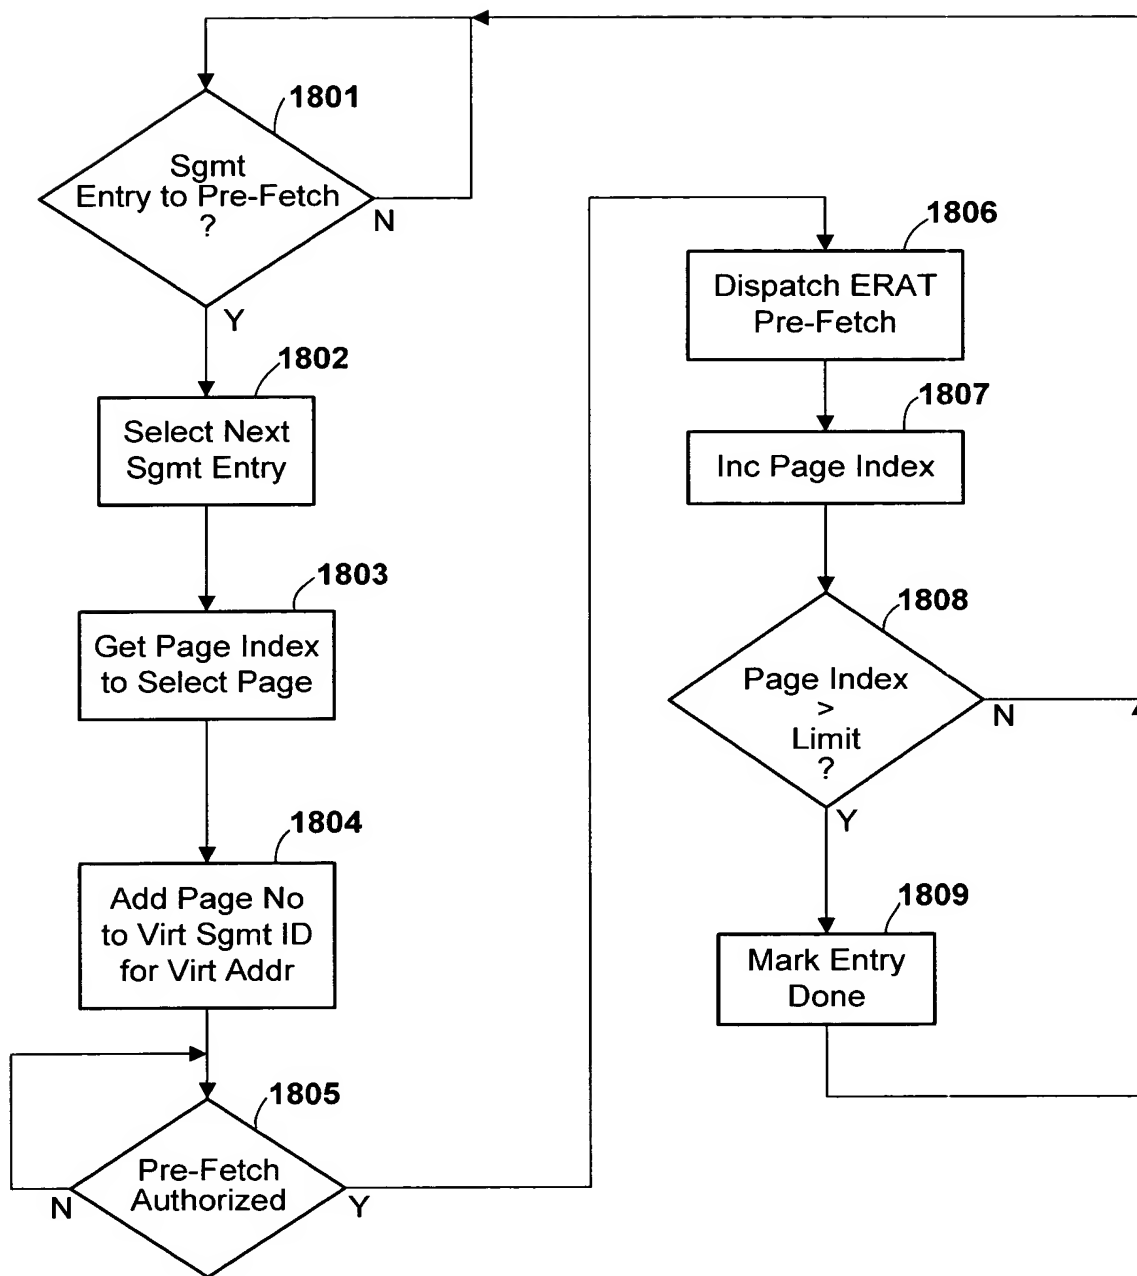 1801
Sgmt
Entry to Pre-Fetch
?
N
Y
1802
Select Next
Sgmt Entry
1803
Get Page Index
to Select Page
1804
Add Page No
to Virt Sgmt ID
for Virt Addr
1805
Pre-Fetch
Authorized
N
Y
1806
Dispatch ERAT
Pre-Fetch
1807
Inc Page Index
1808
Page Index
>
Limit
?
N
Y
1809
Mark Entry
Done